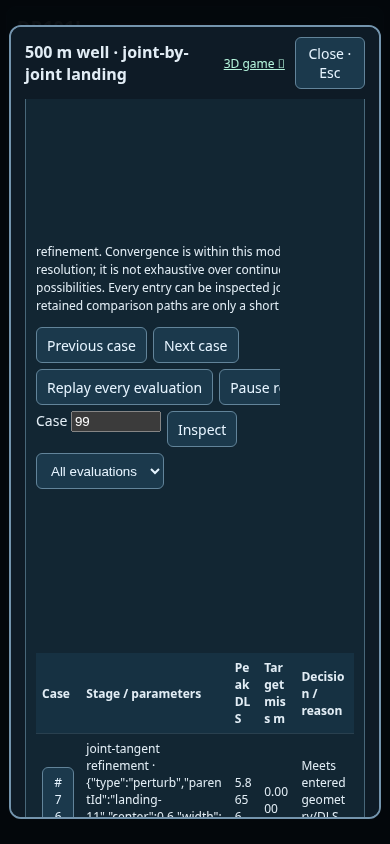 500 m well · joint-by-
joint landing
3D game
Close ·
Esc
refinement. Convergence is within this mod
resolution; it is not exhaustive over continu
possibilities. Every entry can be inspected jo
retained comparison paths are only a short
Previous case
Next case
Replay every evaluation
Pause re
Case 99
Inspect
All evaluations
Case
Stage / parameters
Pe
ak
DL
S
Tar
get
mis
s m
Decisio
n /
reason
#
7
6
joint-tangent
refinement ·
{"type":"perturb","paren
tId":"landing-
11","center":0.6,"width":
5.8
65
6
0.00
00
Meets
entered
geomet
ry/DLS